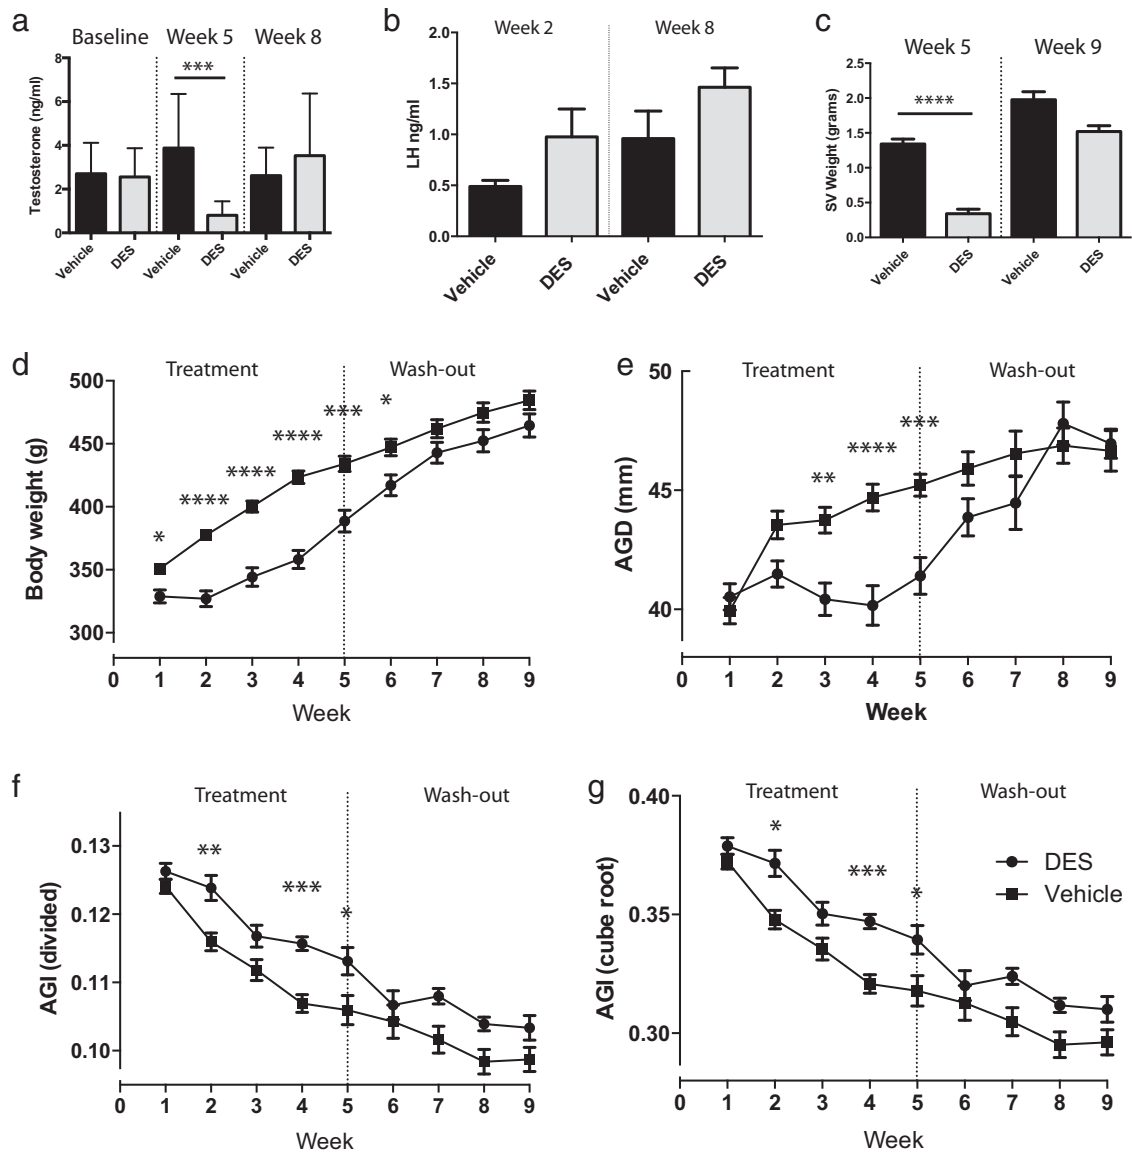 a
Baseline
Week 5
Week 8
***
Testosterone (ng/ml)
8
6
4
2
0
Vehicle
DES
Vehicle
DES
Vehicle
DES
b
Week 2
Week 8
LH ng/ml
2.0
1.5
1.0
0.5
0.0
Vehicle
DES
Vehicle
DES
c
Week 5
Week 9
****
SV Weight (grams)
2.5
2.0
1.5
1.0
0.5
0.0
Vehicle
DES
Vehicle
DES
d
Treatment
Wash-out
Body weight (g)
500
450
400
350
300
* **** **** **** *** *
0 1 2 3 4 5 6 7 8 9
Week
e
Treatment
Wash-out
AGD (mm)
50
45
40
** **** ***
0 1 2 3 4 5 6 7 8 9
Week
f
Treatment
Wash-out
AGI (divided)
0.13
0.12
0.11
0.10
** *** *
0 1 2 3 4 5 6 7 8 9
Week
g
Treatment
Wash-out
AGI (cube root)
0.40
0.35
0.30
* *** *
DES
Vehicle
0 1 2 3 4 5 6 7 8 9
Week